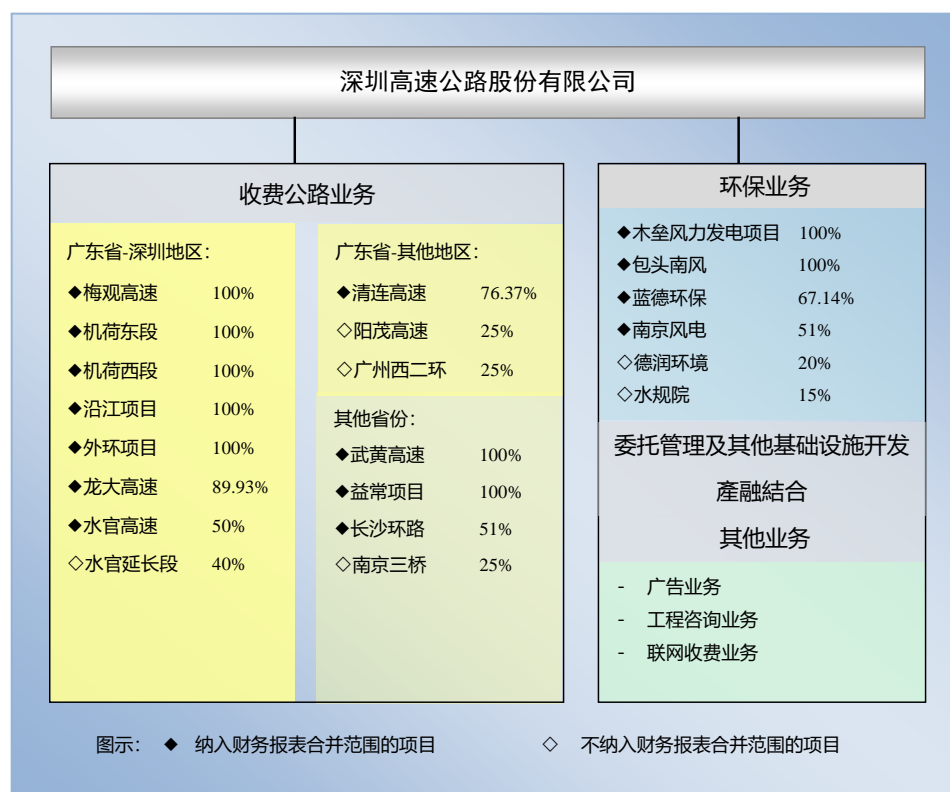 深圳高速公路股份有限公司
收费公路业务
广东省-深圳地区：
◆梅观高速 100%
◆机荷东段 100%
◆机荷西段 100%
◆沿江项目 100%
◆外环项目 100%
◆龙大高速 89.93%
◆水官高速 50%
◇水官延长段 40%
广东省-其他地区：
◆清连高速 76.37%
◇阳茂高速 25%
◇广州西二环 25%
其他省份：
◆武黄高速 100%
◆益常项目 100%
◆长沙环路 51%
◇南京三桥 25%
环保业务
◆木垒风力发电项目 100%
◆包头南风 100%
◆蓝德环保 67.14%
◆南京风电 51%
◇德润环境 20%
◇水规院 15%
委托管理及其他基础设施开发
產融結合
其他业务
- 广告业务
- 工程咨询业务
- 联网收费业务
图示： ◆ 纳入财务报表合并范围的项目 ◇ 不纳入财务报表合并范围的项目